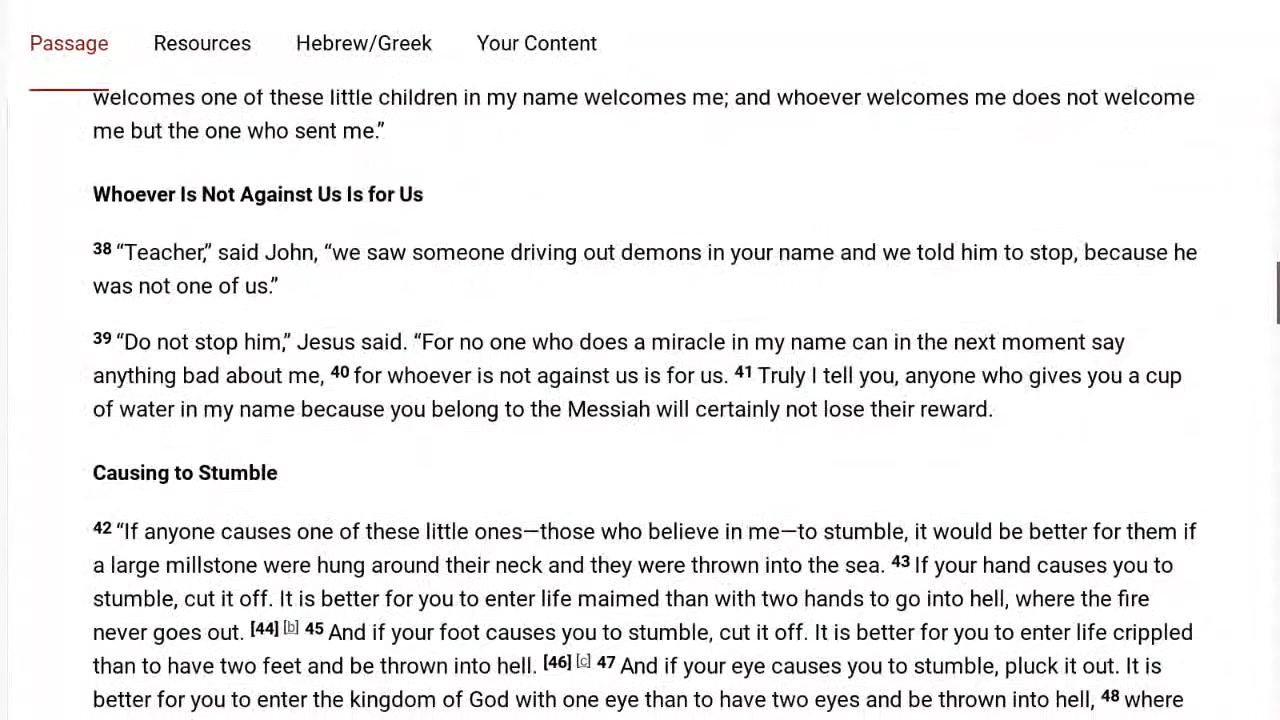 Passage Resources Hebrew/Greek Your Content
welcomes one of these little children in my name welcomes me; and whoever welcomes me does not welcome
me but the one who sent me.”
Whoever Is Not Against Us Is for Us
38 “Teacher,” said John, “we saw someone driving out demons in your name and we told him to stop, because he
was not one of us.”
39 “Do not stop him,” Jesus said. “For no one who does a miracle in my name can in the next moment say
anything bad about me, 40 for whoever is not against us is for us. 41 Truly I tell you, anyone who gives you a cup
of water in my name because you belong to the Messiah will certainly not lose their reward.
Causing to Stumble
42 “If anyone causes one of these little ones—those who believe in me—to stumble, it would be better for them if
a large millstone were hung around their neck and they were thrown into the sea. 43 If your hand causes you to
stumble, cut it off. It is better for you to enter life maimed than with two hands to go into hell, where the fire
never goes out. [44] [b] 45 And if your foot causes you to stumble, cut it off. It is better for you to enter life crippled
than to have two feet and be thrown into hell. [46] [c] 47 And if your eye causes you to stumble, pluck it out. It is
better for you to enter the kingdom of God with one eye than to have two eyes and be thrown into hell, 48 where